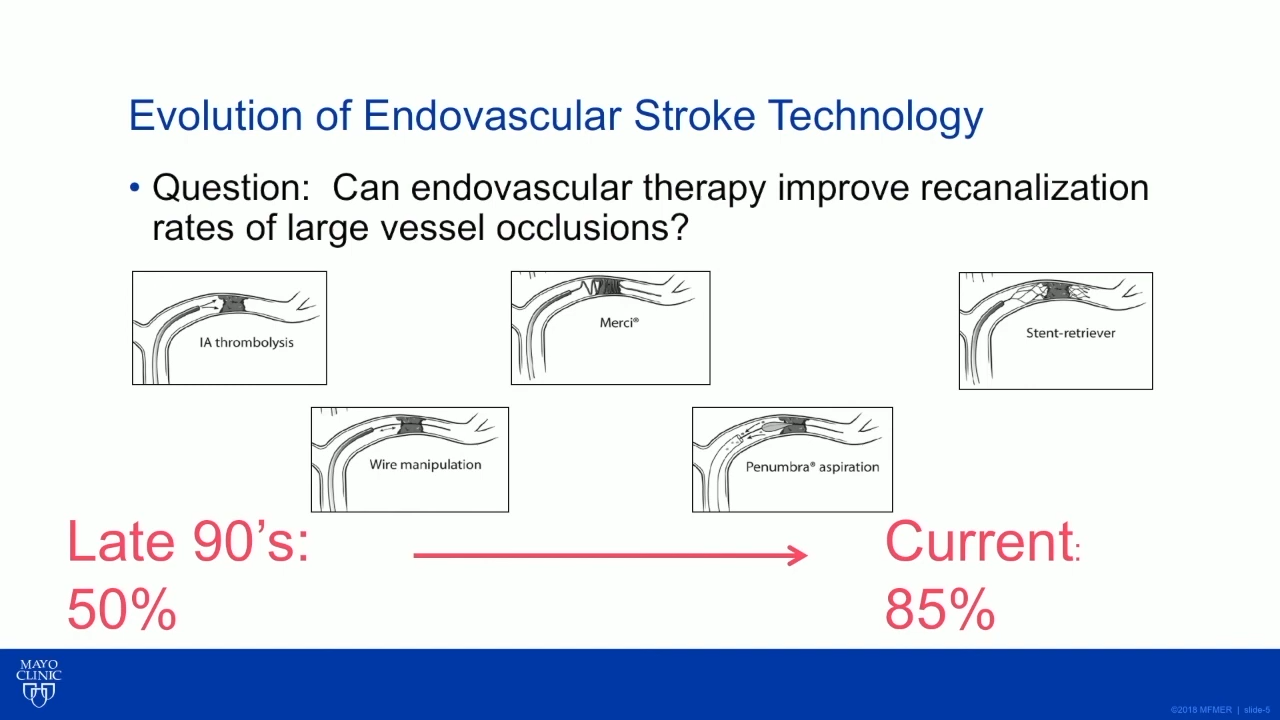 Evolution of Endovascular Stroke Technology
• Question: Can endovascular therapy improve recanalization
rates of large vessel occlusions?
IA thrombolysis
Merci®
Stent-retriever
Wire manipulation
Penumbra® aspiration
Late 90’s:
50%
Current:
85%
MAYO
CLINIC
©2018 MFMER | slide-5